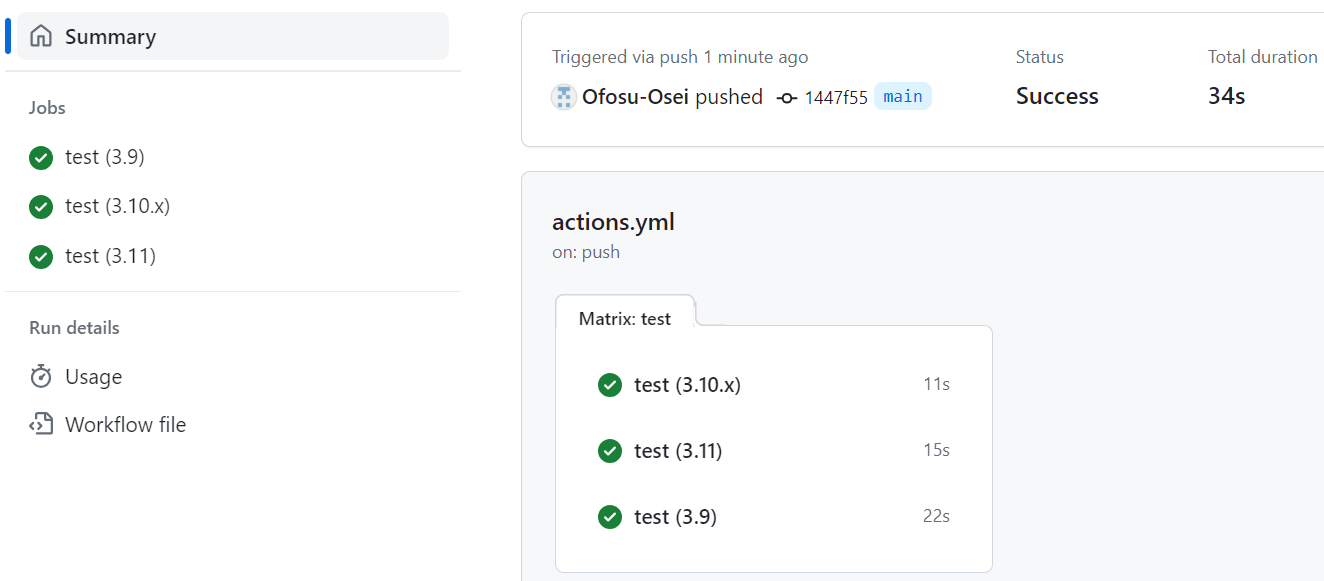 Summary
Jobs
test (3.9)
test (3.10.x)
test (3.11)
Run details
Usage
Workflow file
Triggered via push 1 minute ago
Ofosu-Osei pushed 1447f55 main
Status
Success
Total duration
34s
actions.yml
on: push
Matrix: test
test (3.10.x) 11s
test (3.11) 15s
test (3.9) 22s